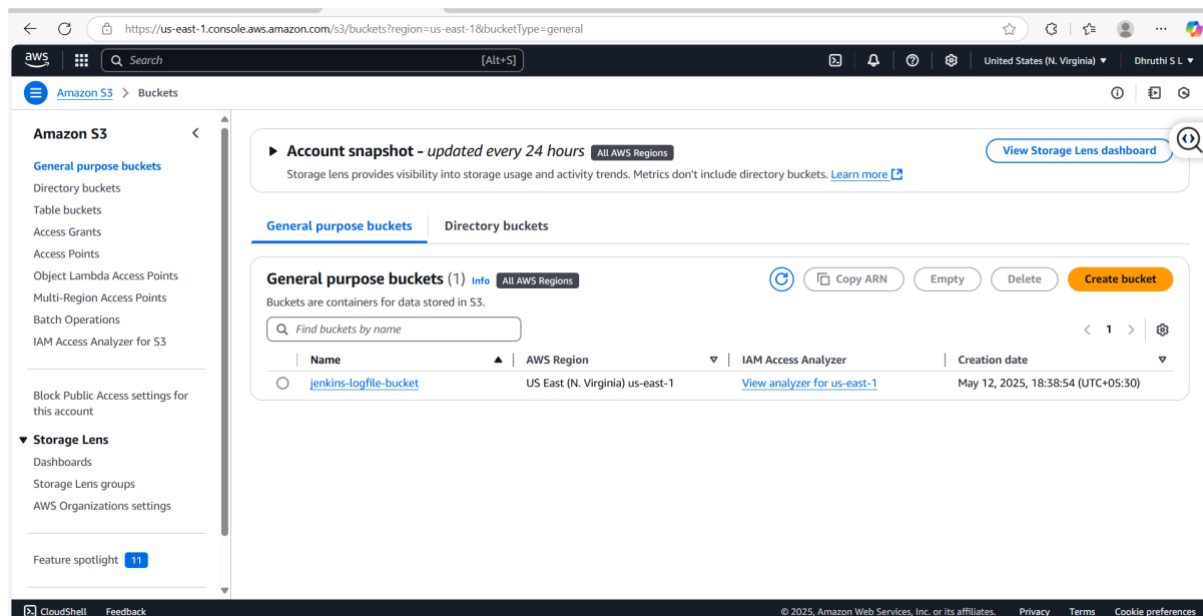 https://us-east-1.console.aws.amazon.com/s3/buckets?region=us-east-1&bucketType=general
aws Search [Alt+S] United States (N. Virginia) Dhruthi S L
Amazon S3 > Buckets
Amazon S3
General purpose buckets
Directory buckets
Table buckets
Access Grants
Access Points
Object Lambda Access Points
Multi-Region Access Points
Batch Operations
IAM Access Analyzer for S3
Block Public Access settings for
this account
Storage Lens
Dashboards
Storage Lens groups
AWS Organizations settings
Feature spotlight 11
Account snapshot - updated every 24 hours All AWS Regions View Storage Lens dashboard
Storage lens provides visibility into storage usage and activity trends. Metrics don't include directory buckets. Learn more
General purpose buckets Directory buckets
General purpose buckets (1) Info All AWS Regions Copy ARN Empty Delete Create bucket
Buckets are containers for data stored in S3.
Find buckets by name 1
Name AWS Region IAM Access Analyzer Creation date
jenkins-logfile-bucket US East (N. Virginia) us-east-1 View analyzer for us-east-1 May 12, 2025, 18:38:54 (UTC+05:30)
CloudShell Feedback © 2025, Amazon Web Services, Inc. or its affiliates. Privacy Terms Cookie preferences